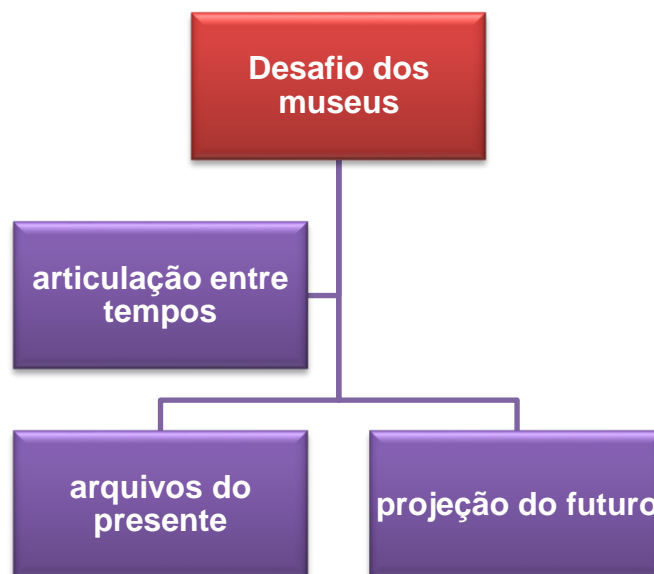 Desafio dos
museus
articulação entre
tempos
arquivos do
presente
projeção do futuro